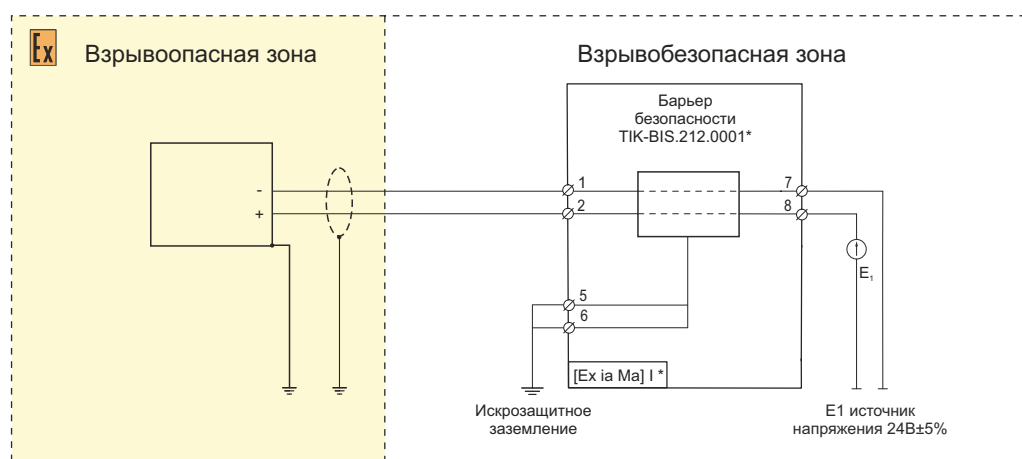 Ex
Взрывоопасная зона
Взрывобезопасная зона
Барьер
безопасности
TIK-BIS.212.0001*
-
+
1
2
7
8
E₁
5
6
[Ex ia Ma] I *
Искрозащитное
заземление
E1 источник
напряжения 24В±5%